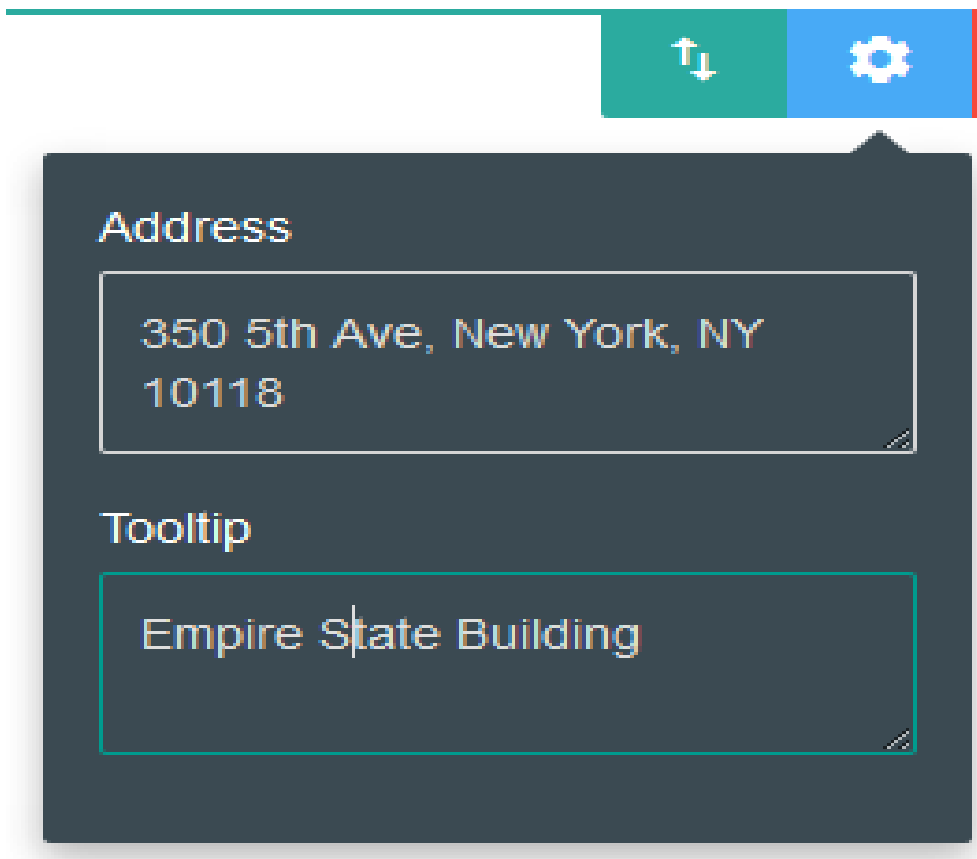 Address
350 5th Ave, New York, NY
10118
Tooltip
Empire State Building